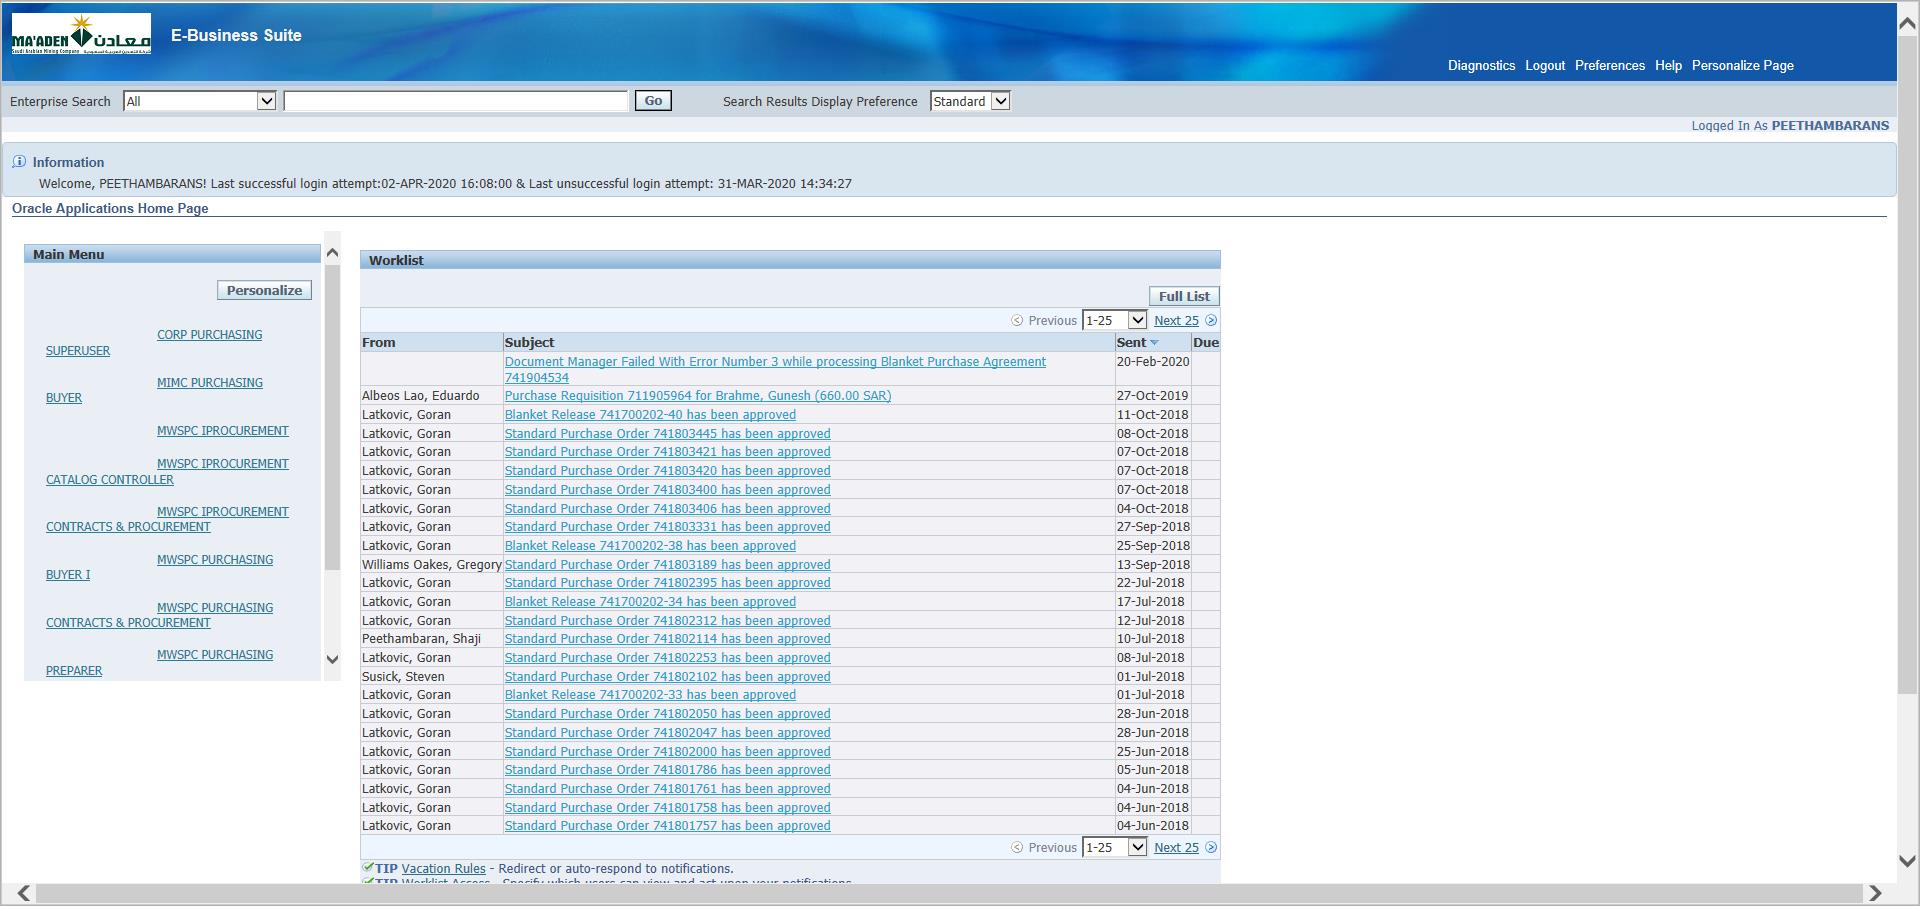 MA'ADEN معادن
Saudi Arabian Mining Company
E-Business Suite
Diagnostics Logout Preferences Help Personalize Page
Enterprise Search All Go Search Results Display Preference Standard
Logged In As PEETHAMBARANS
Information
Welcome, PEETHAMBARANS! Last successful login attempt:02-APR-2020 16:08:00 & Last unsuccessful login attempt: 31-MAR-2020 14:34:27
Oracle Applications Home Page
Main Menu
Personalize
CORP PURCHASING
SUPERUSER
MIMC PURCHASING
BUYER
MWSPC IPROCUREMENT
MWSPC IPROCUREMENT
CATALOG CONTROLLER
MWSPC IPROCUREMENT
CONTRACTS & PROCUREMENT
MWSPC PURCHASING
BUYER I
MWSPC PURCHASING
CONTRACTS & PROCUREMENT
MWSPC PURCHASING
PREPARER
Worklist
Full List
Previous 1-25 Next 25
From Subject Sent Due
Document Manager Failed With Error Number 3 while processing Blanket Purchase Agreement 20-Feb-2020
741904534
Albeos Lao, Eduardo Purchase Requisition 711905964 for Brahme, Gunesh (660.00 SAR) 27-Oct-2019
Latkovic, Goran Blanket Release 741700202-40 has been approved 11-Oct-2018
Latkovic, Goran Standard Purchase Order 741803445 has been approved 08-Oct-2018
Latkovic, Goran Standard Purchase Order 741803421 has been approved 07-Oct-2018
Latkovic, Goran Standard Purchase Order 741803420 has been approved 07-Oct-2018
Latkovic, Goran Standard Purchase Order 741803400 has been approved 07-Oct-2018
Latkovic, Goran Standard Purchase Order 741803406 has been approved 04-Oct-2018
Latkovic, Goran Standard Purchase Order 741803331 has been approved 27-Sep-2018
Latkovic, Goran Blanket Release 741700202-38 has been approved 25-Sep-2018
Williams Oakes, Gregory Standard Purchase Order 741803189 has been approved 13-Sep-2018
Latkovic, Goran Standard Purchase Order 741802395 has been approved 22-Jul-2018
Latkovic, Goran Blanket Release 741700202-34 has been approved 17-Jul-2018
Latkovic, Goran Standard Purchase Order 741802312 has been approved 12-Jul-2018
Peethambaran, Shaji Standard Purchase Order 741802114 has been approved 10-Jul-2018
Latkovic, Goran Standard Purchase Order 741802253 has been approved 08-Jul-2018
Susick, Steven Standard Purchase Order 741802102 has been approved 01-Jul-2018
Latkovic, Goran Blanket Release 741700202-33 has been approved 01-Jul-2018
Latkovic, Goran Standard Purchase Order 741802050 has been approved 28-Jun-2018
Latkovic, Goran Standard Purchase Order 741802047 has been approved 28-Jun-2018
Latkovic, Goran Standard Purchase Order 741802000 has been approved 25-Jun-2018
Latkovic, Goran Standard Purchase Order 741801786 has been approved 05-Jun-2018
Latkovic, Goran Standard Purchase Order 741801761 has been approved 04-Jun-2018
Latkovic, Goran Standard Purchase Order 741801758 has been approved 04-Jun-2018
Latkovic, Goran Standard Purchase Order 741801757 has been approved 04-Jun-2018
Previous 1-25 Next 25
TIP Vacation Rules - Redirect or auto-respond to notifications.
TIP Worklist Access - Specify which users can view and act upon your notifications.